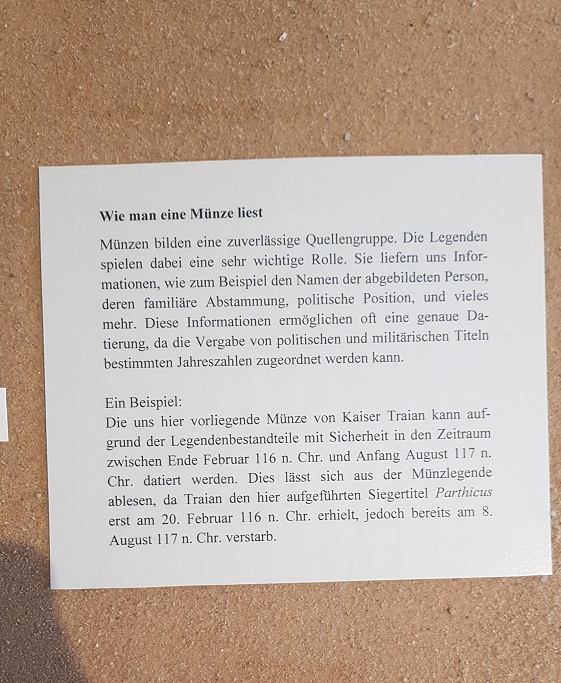 Wie man eine Münze liest
Münzen bilden eine zuverlässige Quellengruppe. Die Legenden
spielen dabei eine sehr wichtige Rolle. Sie liefern uns Infor-
mationen, wie zum Beispiel den Namen der abgebildeten Person,
deren familiäre Abstammung, politische Position, und vieles
mehr. Diese Informationen ermöglichen oft eine genaue Da-
tierung, da die Vergabe von politischen und militärischen Titeln
bestimmten Jahreszahlen zugeordnet werden kann.
Ein Beispiel:
Die uns hier vorliegende Münze von Kaiser Traian kann auf-
grund der Legendenbestandteile mit Sicherheit in den Zeitraum
zwischen Ende Februar 116 n. Chr. und Anfang August 117 n.
Chr. datiert werden. Dies lässt sich aus der Münzlegende
ablesen, da Traian den hier aufgeführten Siegertitel Parthicus
erst am 20. Februar 116 n. Chr. erhielt, jedoch bereits am 8.
August 117 n. Chr. verstarb.